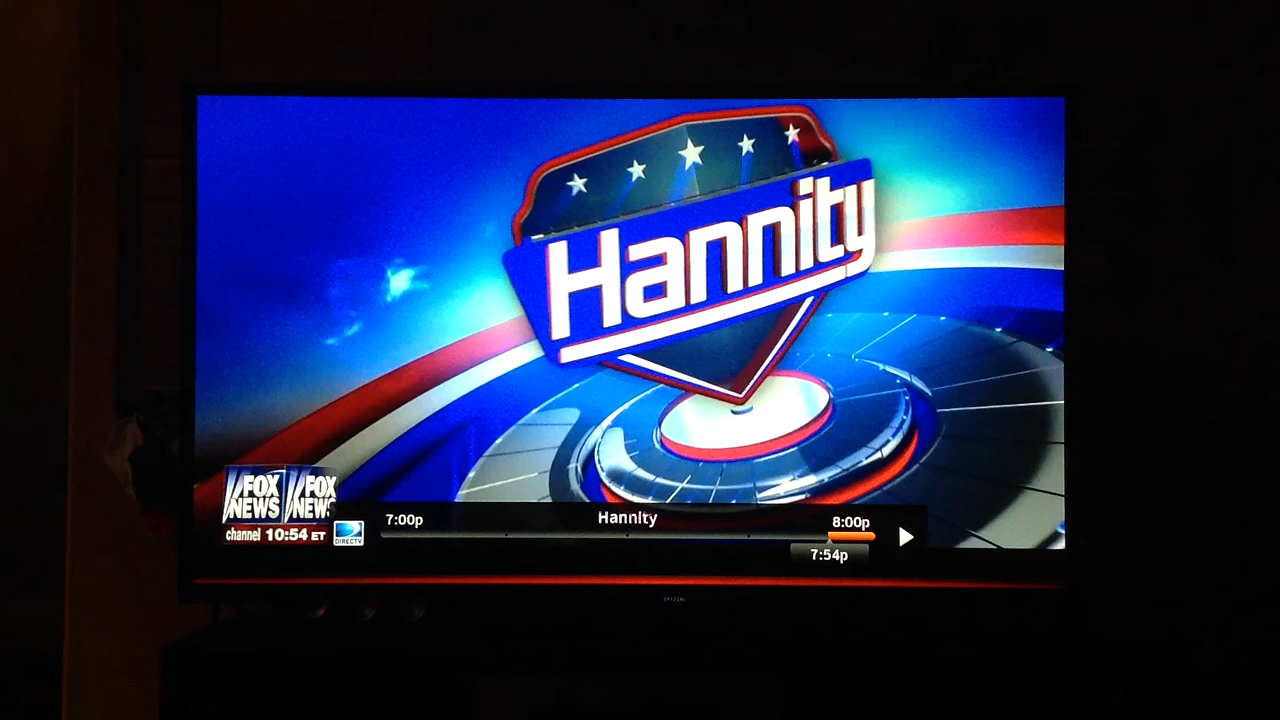 Hannity
FOX NEWS
FOX NEWS
channel 10:54 ET
DIRECTV
7:00p
Hannity
8:00p
7:54p